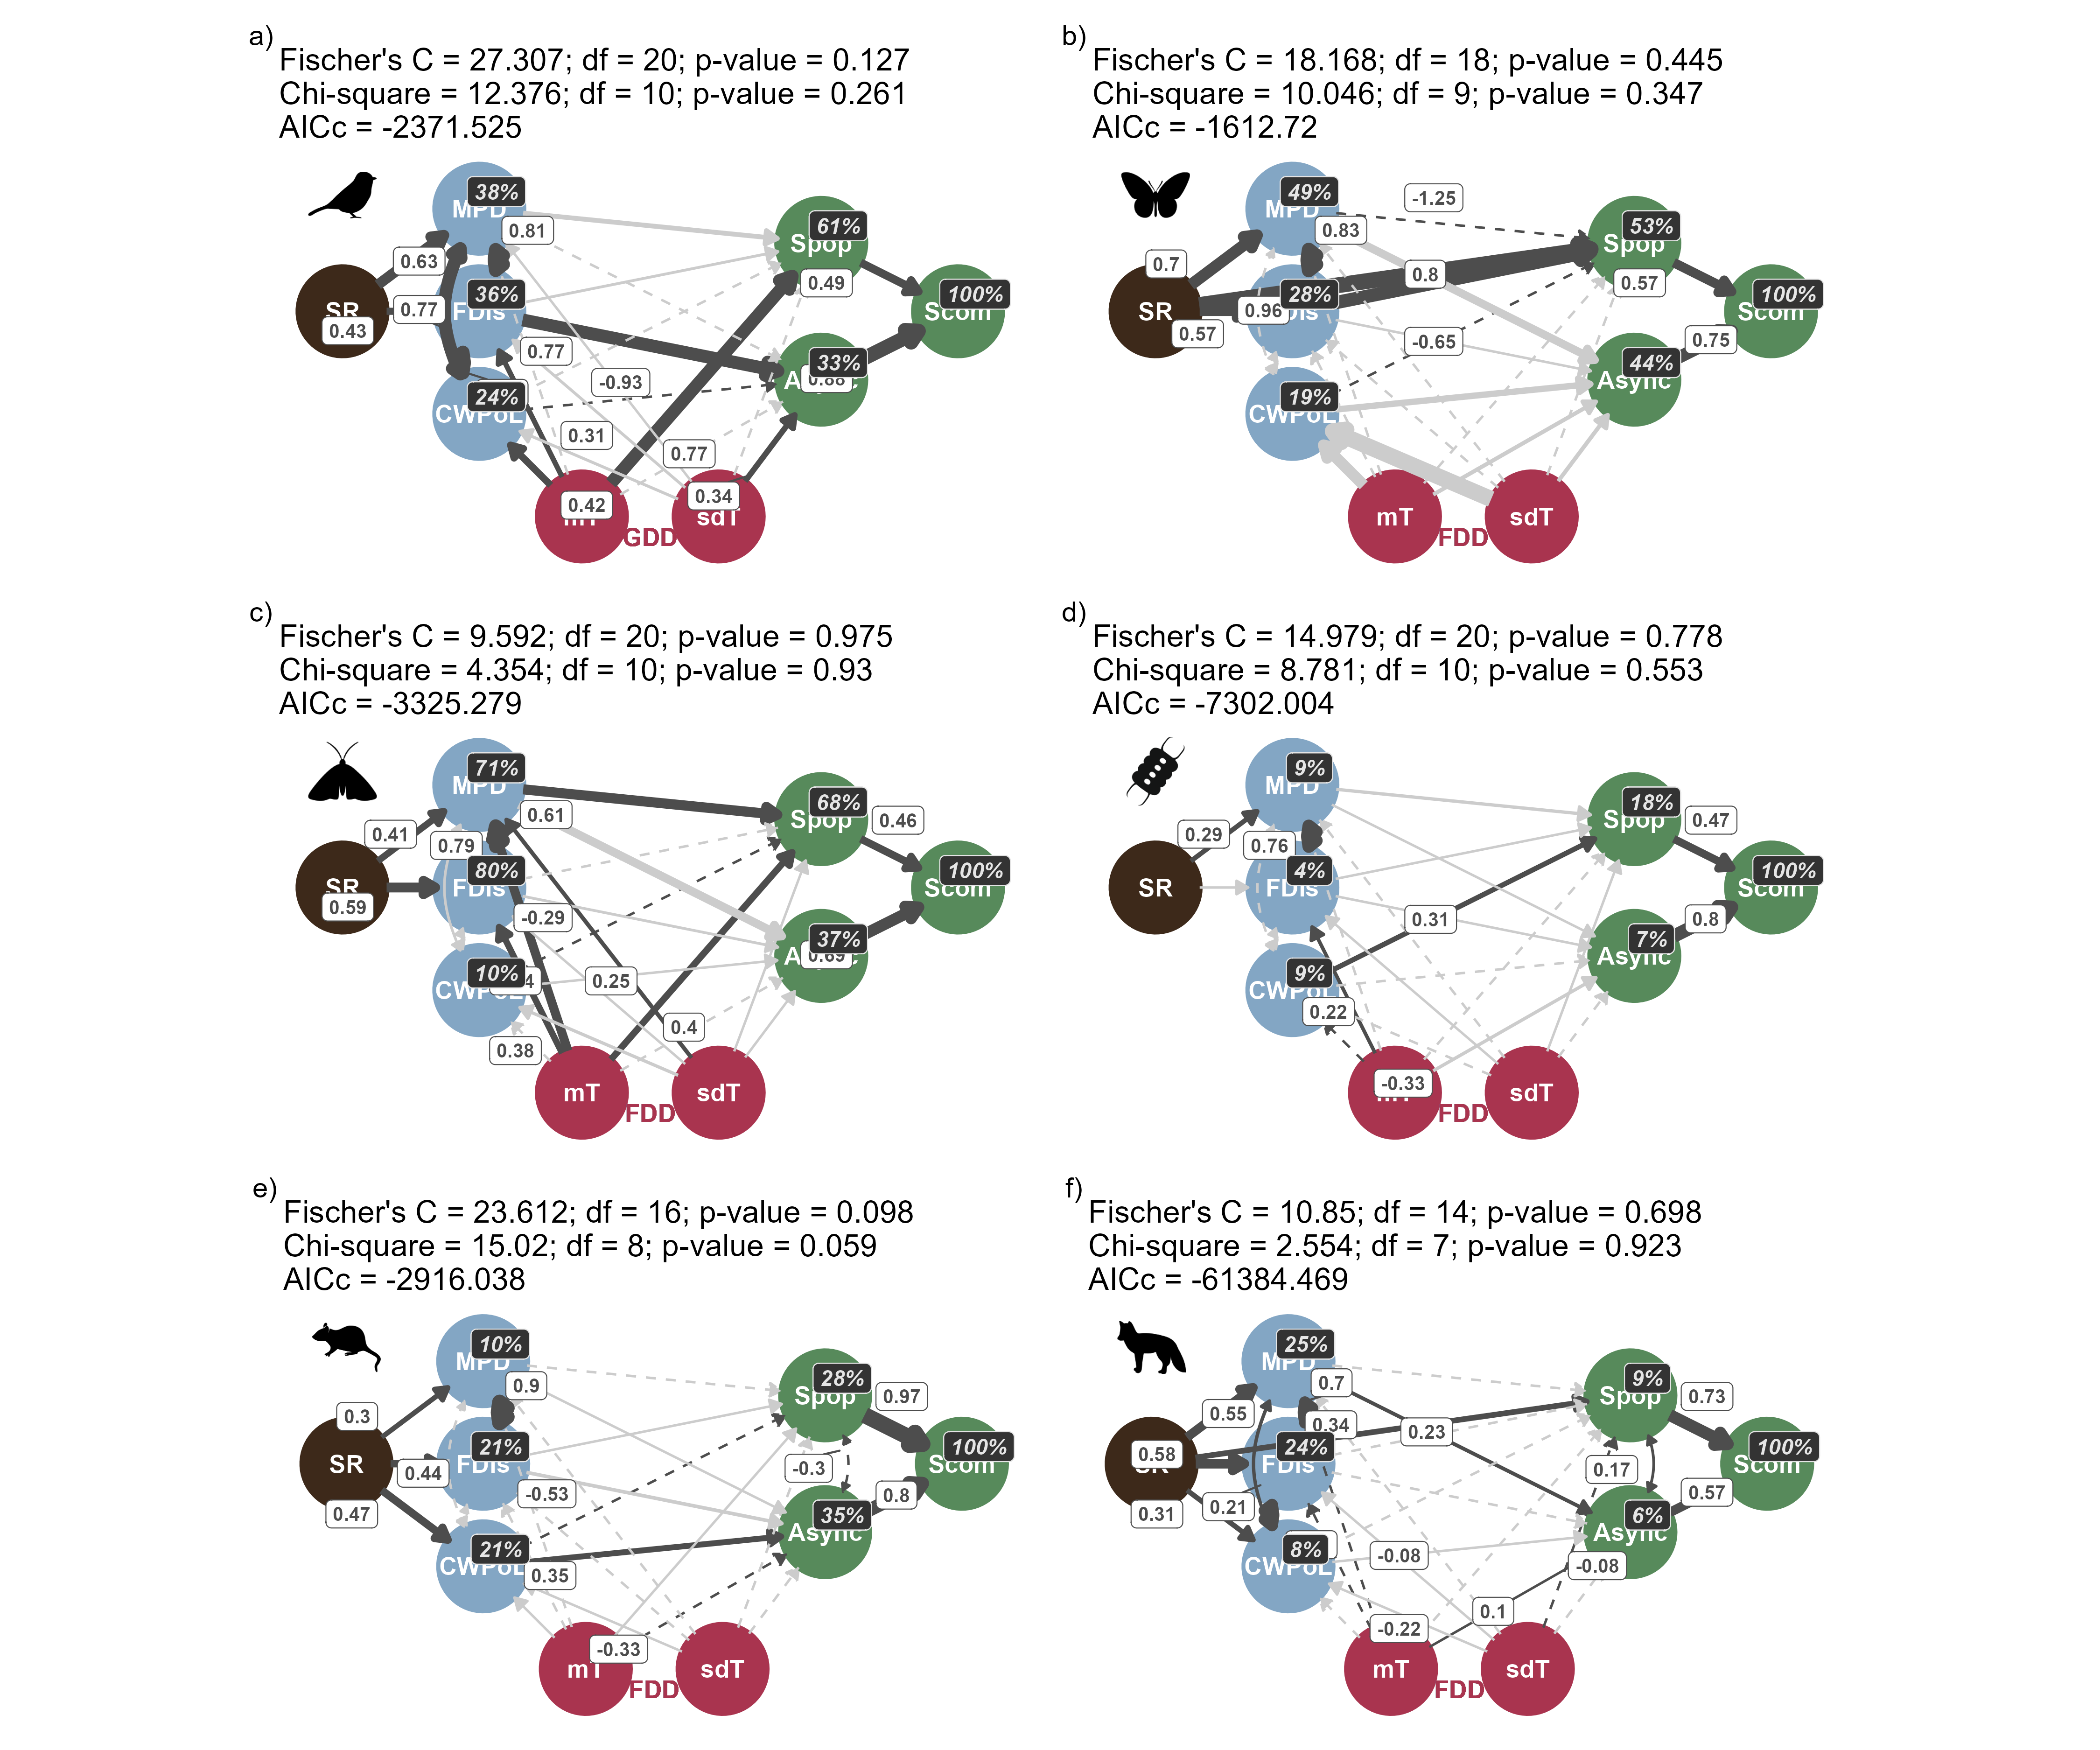 a)
Fischer's C = 27.307; df = 20; p-value = 0.127
Chi-square = 12.376; df = 10; p-value = 0.261
AICc = -2371.525
38%
MPD
0.81
61%
Spop
0.63
0.49
SR
0.43
0.77
36%
FDis
100%
Scom
0.77
33%
-0.93
24%
CWPoL
0.31
0.77
0.42
0.34
sdT
GDD
b)
Fischer's C = 18.168; df = 18; p-value = 0.445
Chi-square = 10.046; df = 9; p-value = 0.347
AICc = -1612.72
49%
MPD
-1.25
0.83
53%
Spop
0.7
0.8
0.57
SR
0.57
0.96
28%
100%
Scom
-0.65
0.75
44%
Async
19%
CWPoL
mT
sdT
FDD
c)
Fischer's C = 9.592; df = 20; p-value = 0.975
Chi-square = 4.354; df = 10; p-value = 0.93
AICc = -3325.279
71%
MPD
0.61
68%
Spop
0.46
0.41
0.79
SR
0.59
80%
FDis
100%
Scom
-0.29
37%
0.69
10%
0.25
0.4
0.38
mT
sdT
FDD
d)
Fischer's C = 14.979; df = 20; p-value = 0.778
Chi-square = 8.781; df = 10; p-value = 0.553
AICc = -7302.004
9%
MPD
18%
Spop
0.47
0.29
0.76
SR
4%
FDis
100%
Scom
0.31
0.8
7%
Async
9%
CWPoL
0.22
-0.33
sdT
FDD
e)
Fischer's C = 23.612; df = 16; p-value = 0.098
Chi-square = 15.02; df = 8; p-value = 0.059
AICc = -2916.038
10%
MPD
0.9
28%
Spop
0.97
0.3
SR
0.44
0.47
21%
FDis
-0.53
-0.3
0.8
100%
Scom
35%
Async
21%
CWPoL
0.35
-0.33
mT
sdT
FDD
f)
Fischer's C = 10.85; df = 14; p-value = 0.698
Chi-square = 2.554; df = 7; p-value = 0.923
AICc = -61384.469
25%
MPD
0.7
9%
Spop
0.73
0.55
0.34
0.23
0.58
SR
0.31
0.21
24%
FDis
0.17
0.57
100%
Scom
6%
Async
8%
CWPoL
-0.08
-0.08
0.1
-0.22
mT
sdT
FDD